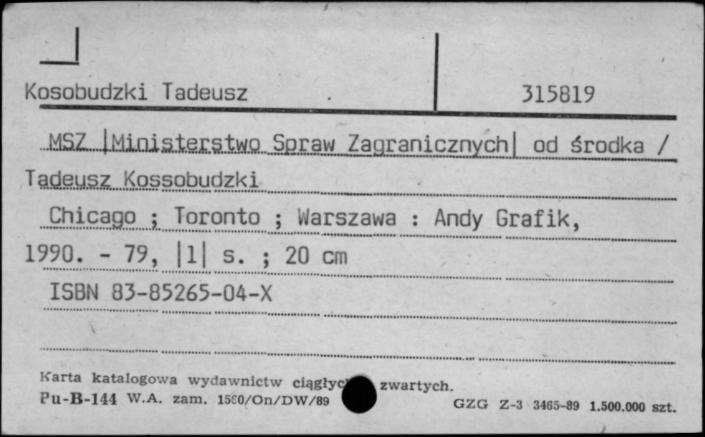 Kosobudzki Tadeusz 315819
MSZ |Ministerstwo Spraw Zagranicznych| od środka /
Tadeusz Kossobudzki
Chicago ; Toronto ; Warszawa : Andy Grafik,
1990. - 79, |1| s. ; 20 cm
ISBN 83-85265-04-X
Karta katalogowa wydawnictw zwartych.
Pu-B-144 W.A. zam. 1560/On/DW/89 GZG Z-3 3465-89 1.500.000 szt.